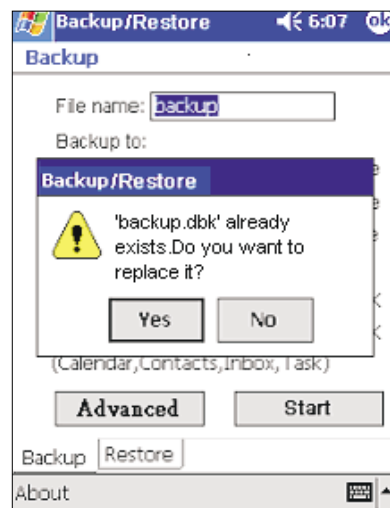 Backup/Restore 6:07 ok
Backup
File name: backup
Backup to:
Backup/Restore
'backup.dbk' already
exists.Do you want to
replace it?
Yes No
(Calendar,Contacts,Inbox,Task)
Advanced Start
Backup Restore
About